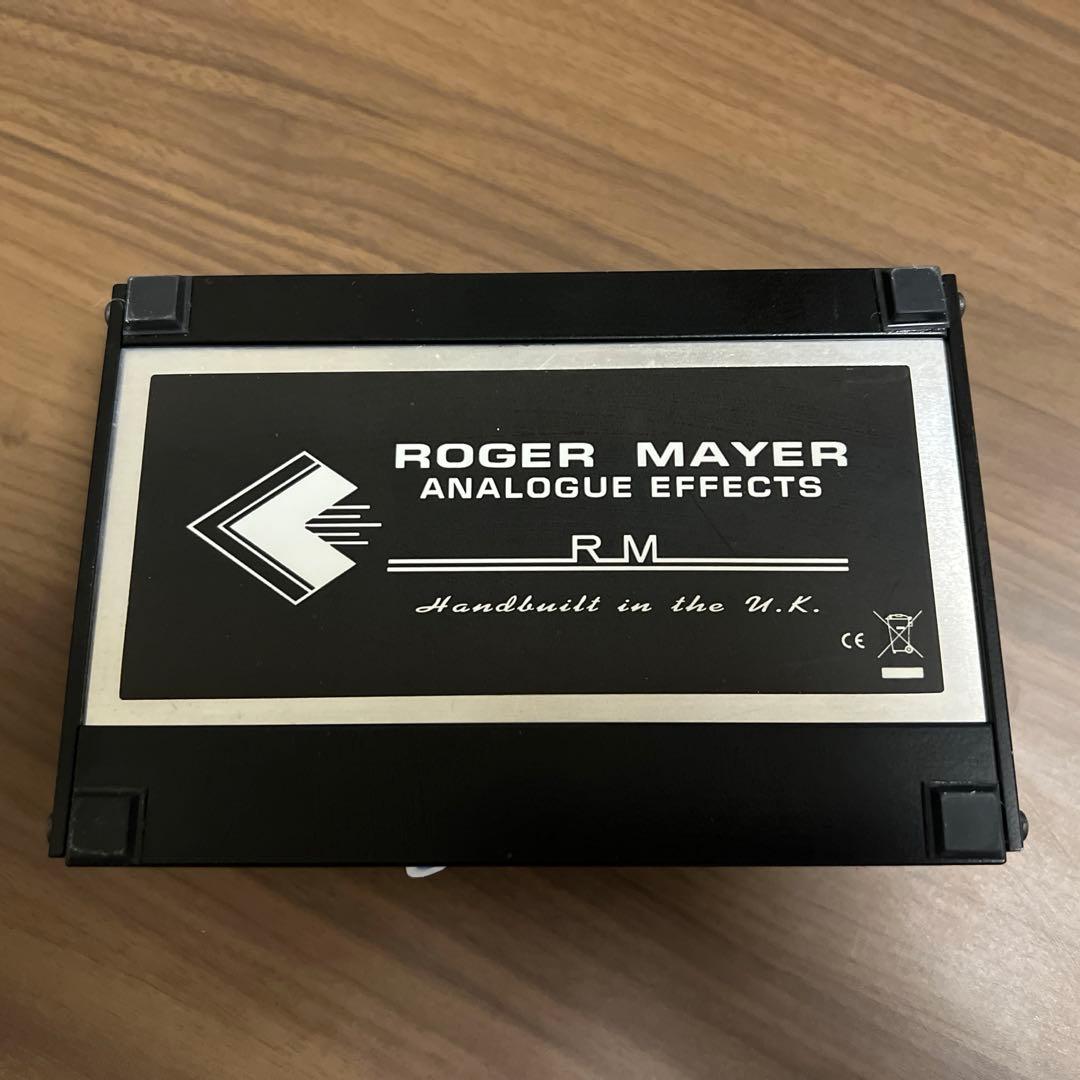 ROGER MAYER
ANALOGUE EFFECTS
RM
Handbuilt in the U.K.
CE